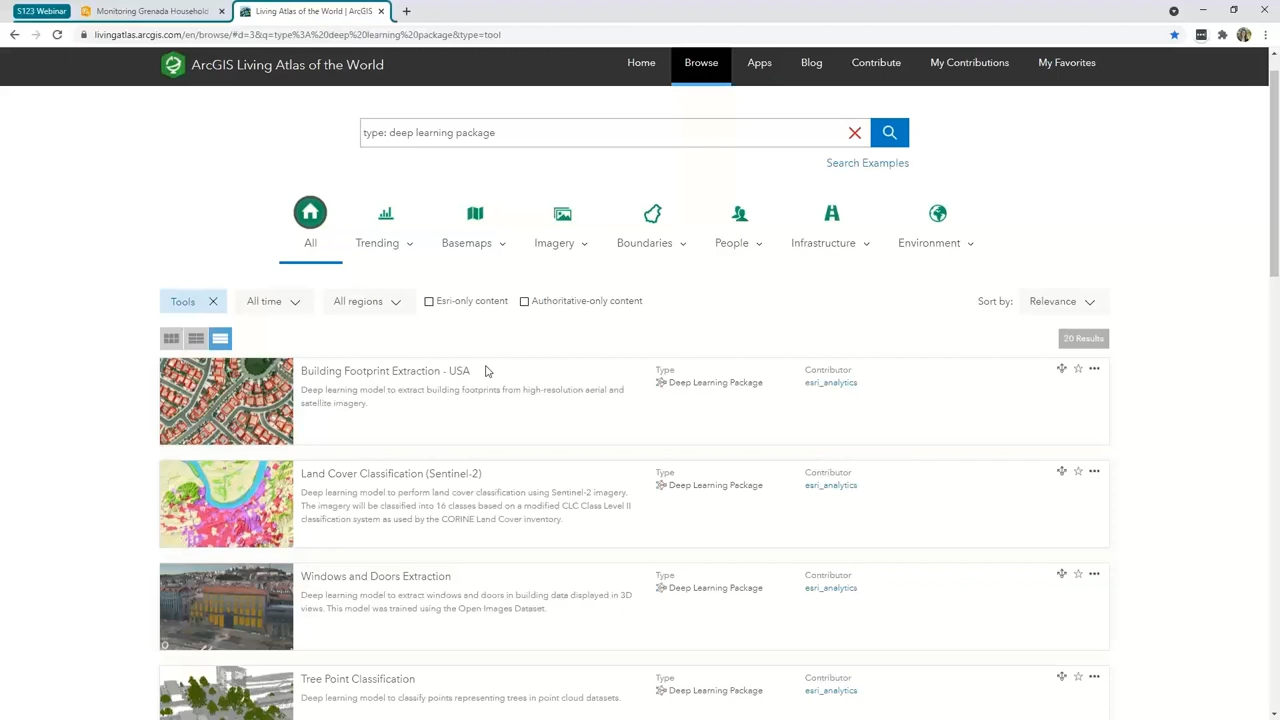 S123 Webinar
Monitoring Grenada Household
Living Atlas of the World | ArcGIS
livingatlas.arcgis.com/en/browse/#d=3&q=type%3A%20deep%20learning%20package&type=tool
ArcGIS Living Atlas of the World
Home Browse Apps Blog Contribute My Contributions My Favorites
type: deep learning package
Search Examples
All Trending Basemaps Imagery Boundaries People Infrastructure Environment
Tools All time All regions Esri-only content Authoritative-only content Sort by: Relevance
20 Results
Building Footprint Extraction - USA
Deep learning model to extract building footprints from high-resolution aerial and
satellite imagery.
Type
Deep Learning Package
Contributor
esri_analytics
Land Cover Classification (Sentinel-2)
Deep learning model to perform land cover classification using Sentinel-2 imagery.
The imagery will be classified into 16 classes based on a modified CLC Class Level II
classification system as used by the CORINE Land Cover inventory.
Type
Deep Learning Package
Contributor
esri_analytics
Windows and Doors Extraction
Deep learning model to extract windows and doors in building data displayed in 3D
views. This model was trained using the Open Images Dataset.
Type
Deep Learning Package
Contributor
esri_analytics
Tree Point Classification
Deep learning model to classify points representing trees in point cloud datasets.
Type
Deep Learning Package
Contributor
esri_analytics